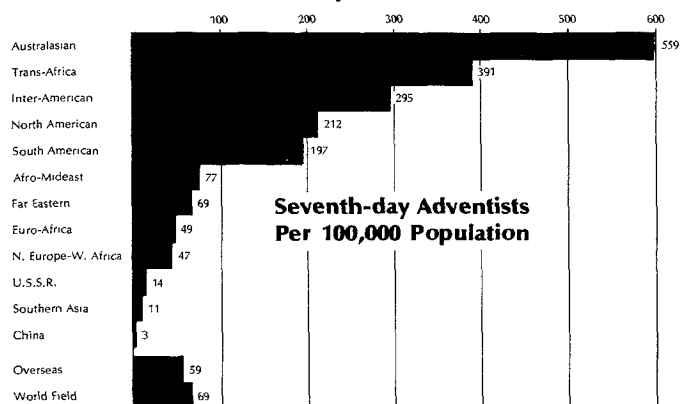 100 200 300 400 500 600
Australasian 559
Trans-Africa 391
Inter-American 295
North American 212
South American 197
Afro-Mideast 77
Far Eastern 69
Seventh-day Adventists
Euro-Africa 49
Per 100,000 Population
N. Europe-W. Africa 47
U.S.S.R. 14
Southern Asia 11
China 3
Overseas 59
World Field 69